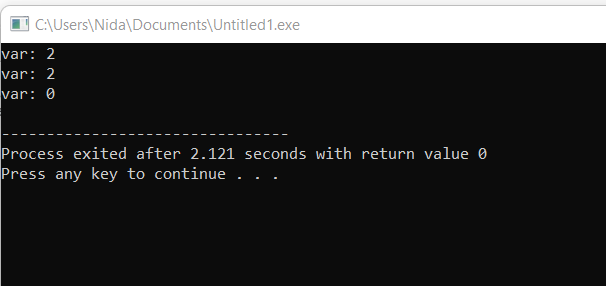 C:\Users\Nida\Documents\Untitled1.exe
var: 2
var: 2
var: 0
--------------------------------
Process exited after 2.121 seconds with return value 0
Press any key to continue . . .